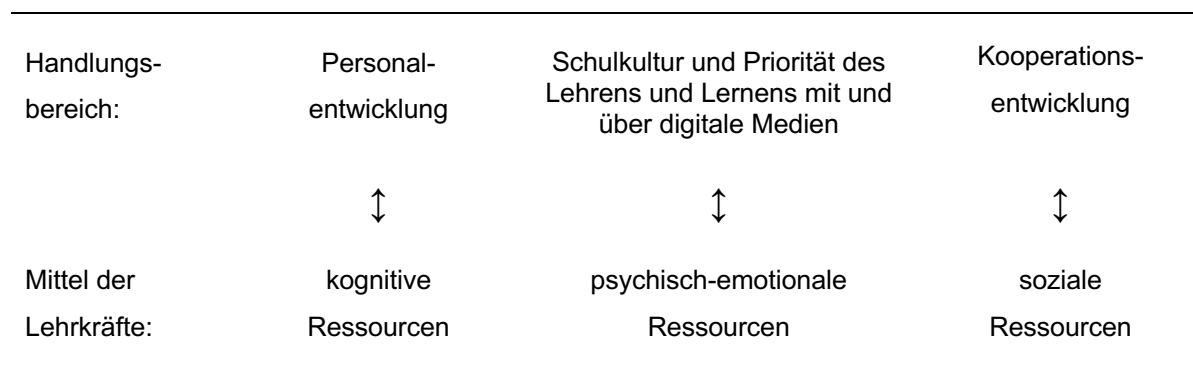 Handlungs-
bereich:
Personal-
entwicklung
Schulkultur und Priorität des
Lehrens und Lernens mit und
über digitale Medien
Kooperations-
entwicklung
↕ ↕ ↕
Mittel der
Lehrkräfte:
kognitive
Ressourcen
psychisch-emotionale
Ressourcen
soziale
Ressourcen